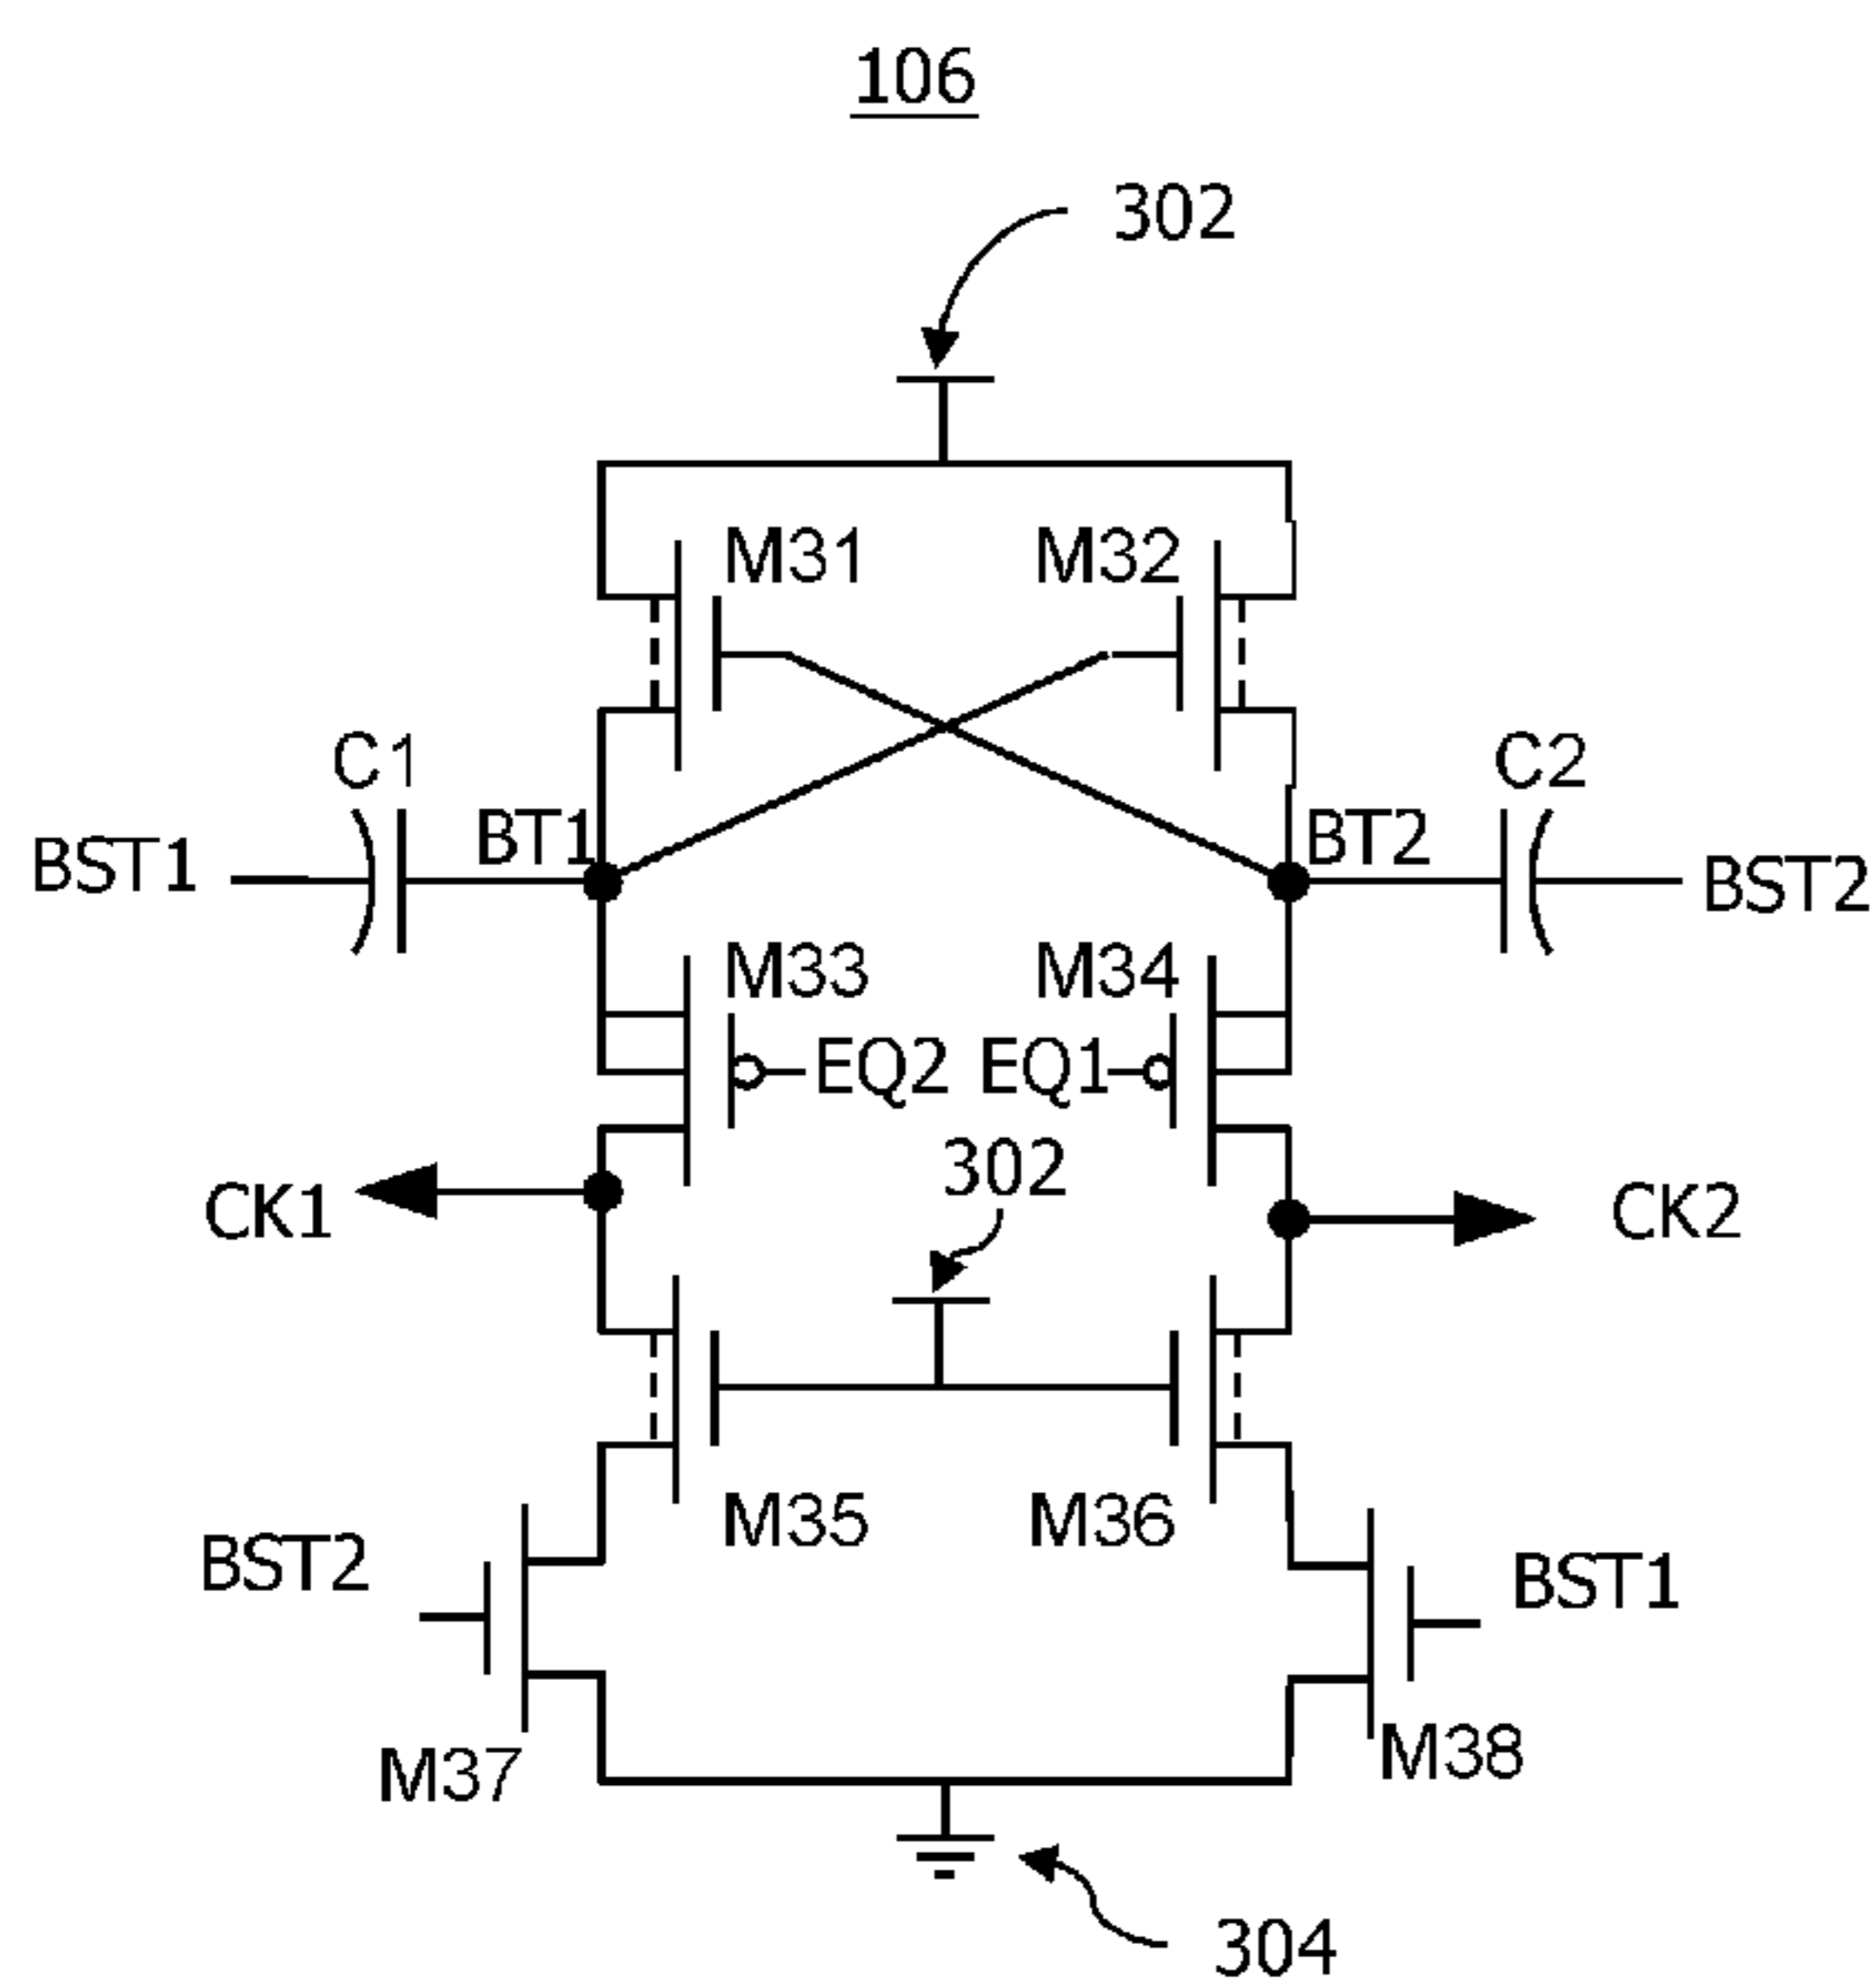 106
302
M31
M32
C1
C2
BST1
BT1
BT2
BST2
M33
M34
EQ2
EQ1
302
CK1
CK2
M35
M36
BST2
BST1
M37
M38
304